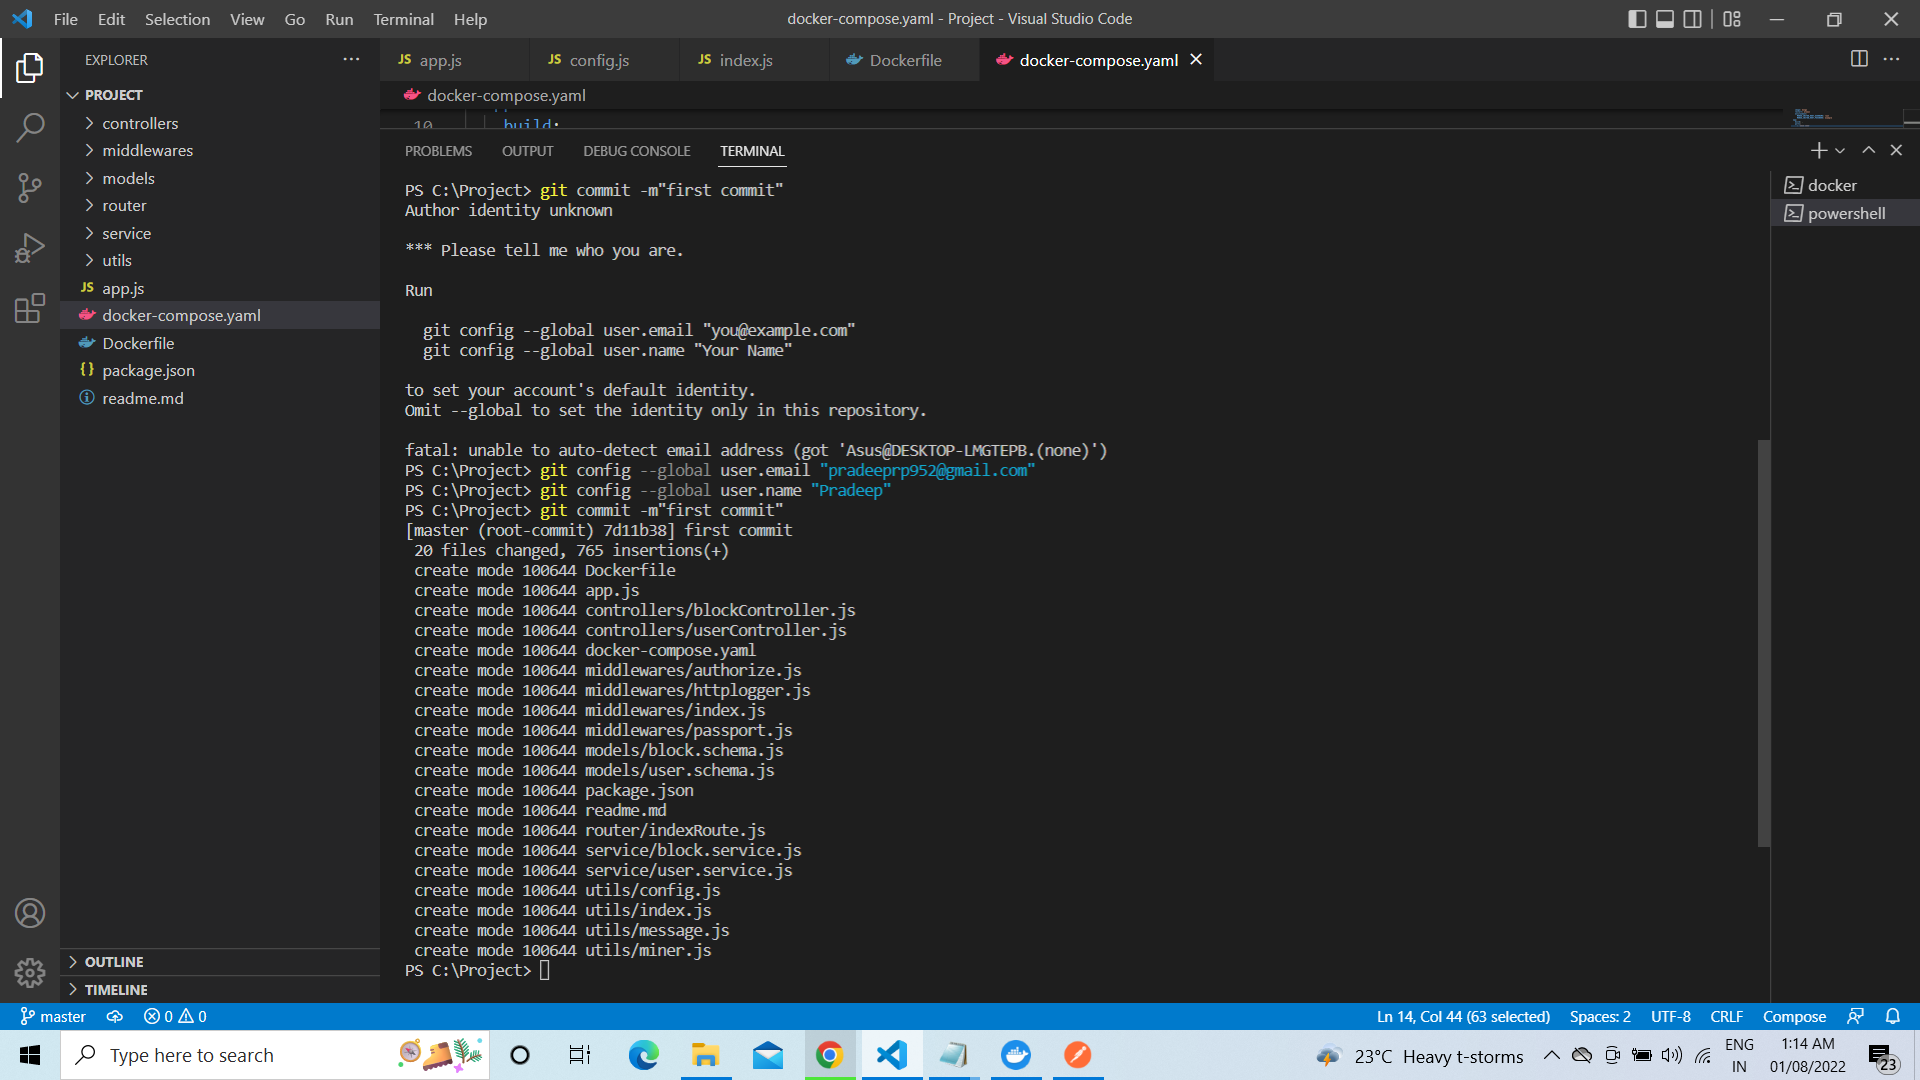 File Edit Selection View Go Run Terminal Help
docker-compose.yaml - Project - Visual Studio Code
EXPLORER
PROJECT
controllers
middlewares
models
router
service
utils
JS app.js
docker-compose.yaml
Dockerfile
{} package.json
readme.md
OUTLINE
TIMELINE
JS app.js
JS config.js
JS index.js
Dockerfile
docker-compose.yaml
docker-compose.yaml
10 build:
PROBLEMS OUTPUT DEBUG CONSOLE TERMINAL
docker
powershell
PS C:\Project> git commit -m"first commit"
Author identity unknown
*** Please tell me who you are.
Run
git config --global user.email "you@example.com"
git config --global user.name "Your Name"
to set your account's default identity.
Omit --global to set the identity only in this repository.
fatal: unable to auto-detect email address (got 'Asus@DESKTOP-LMGTEPB.(none)')
PS C:\Project> git config --global user.email "pradeeprp952@gmail.com"
PS C:\Project> git config --global user.name "Pradeep"
PS C:\Project> git commit -m"first commit"
[master (root-commit) 7d11b38] first commit
20 files changed, 765 insertions(+)
create mode 100644 Dockerfile
create mode 100644 app.js
create mode 100644 controllers/blockController.js
create mode 100644 controllers/userController.js
create mode 100644 docker-compose.yaml
create mode 100644 middlewares/authorize.js
create mode 100644 middlewares/httplogger.js
create mode 100644 middlewares/index.js
create mode 100644 middlewares/passport.js
create mode 100644 models/block.schema.js
create mode 100644 models/user.schema.js
create mode 100644 package.json
create mode 100644 readme.md
create mode 100644 router/indexRoute.js
create mode 100644 service/block.service.js
create mode 100644 service/user.service.js
create mode 100644 utils/config.js
create mode 100644 utils/index.js
create mode 100644 utils/message.js
create mode 100644 utils/miner.js
PS C:\Project>
master 0 0
Ln 14, Col 44 (63 selected) Spaces: 2 UTF-8 CRLF Compose
Type here to search
23°C Heavy t-storms
ENG
IN
1:14 AM
01/08/2022
23